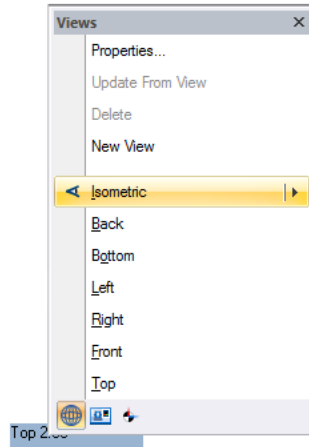 Views
Properties...
Update From View
Delete
New View
Isometric
Back
Bottom
Left
Right
Front
Top
Top